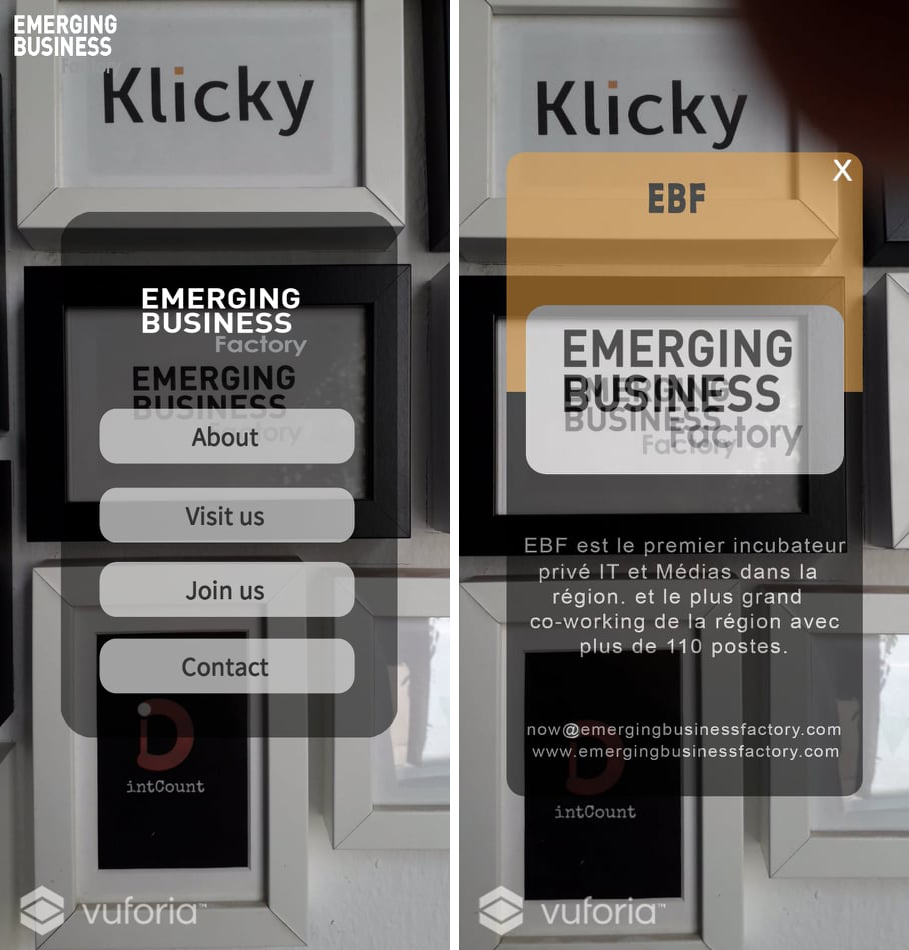 EMERGING
BUSINESS
Factory
Klicky
EMERGING
BUSINESS
Factory
EMERGING
BUSINESS
Factory
About
Visit us
Join us
Contact
intCount
vuforia™
Klicky
X
EBF
EMERGING
BUSINESS
Factory
EMERGING
BUSINESS
Factory
EBF est le premier incubateur
privé IT et Médias dans la
région. et le plus grand
co-working de la région avec
plus de 110 postes.
now@emergingbusinessfactory.com
www.emergingbusinessfactory.com
intCount
vuforia™